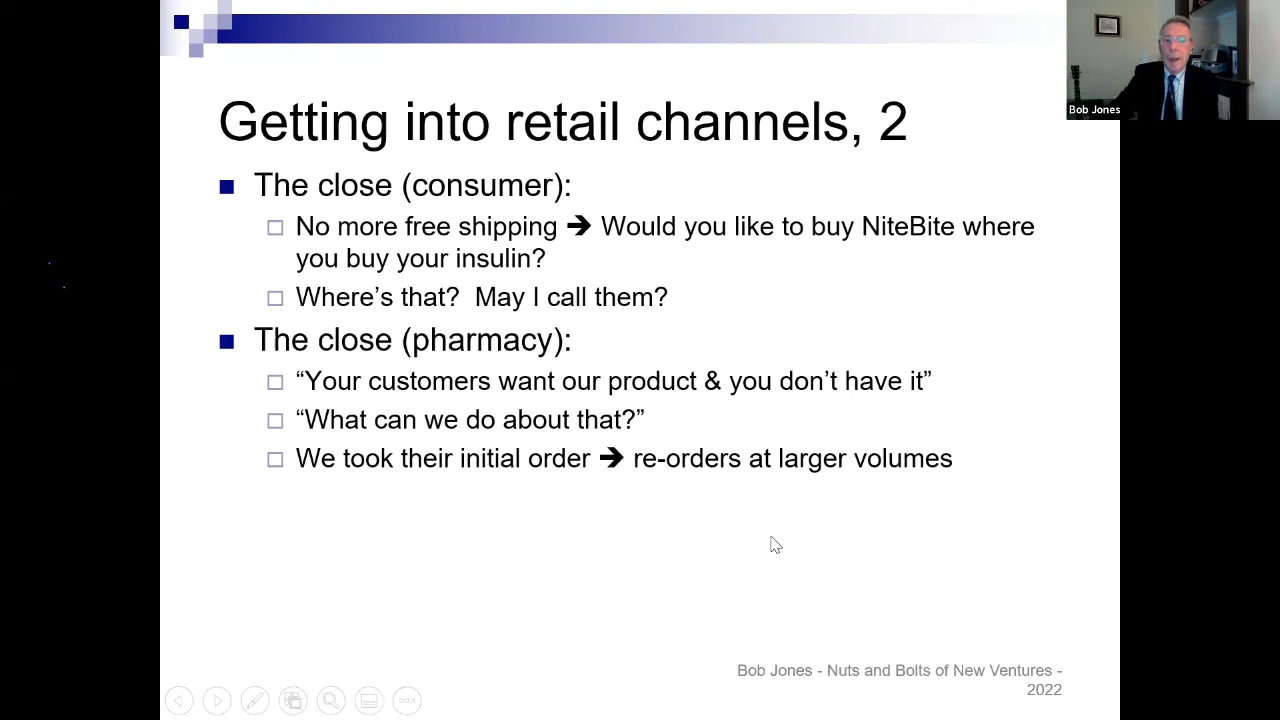 Getting into retail channels, 2
Bob Jones
The close (consumer):
No more free shipping ➔ Would you like to buy NiteBite where
you buy your insulin?
Where’s that?  May I call them?
The close (pharmacy):
“Your customers want our product & you don’t have it”
“What can we do about that?”
We took their initial order ➔ re-orders at larger volumes
Bob Jones - Nuts and Bolts of New Ventures -
2022